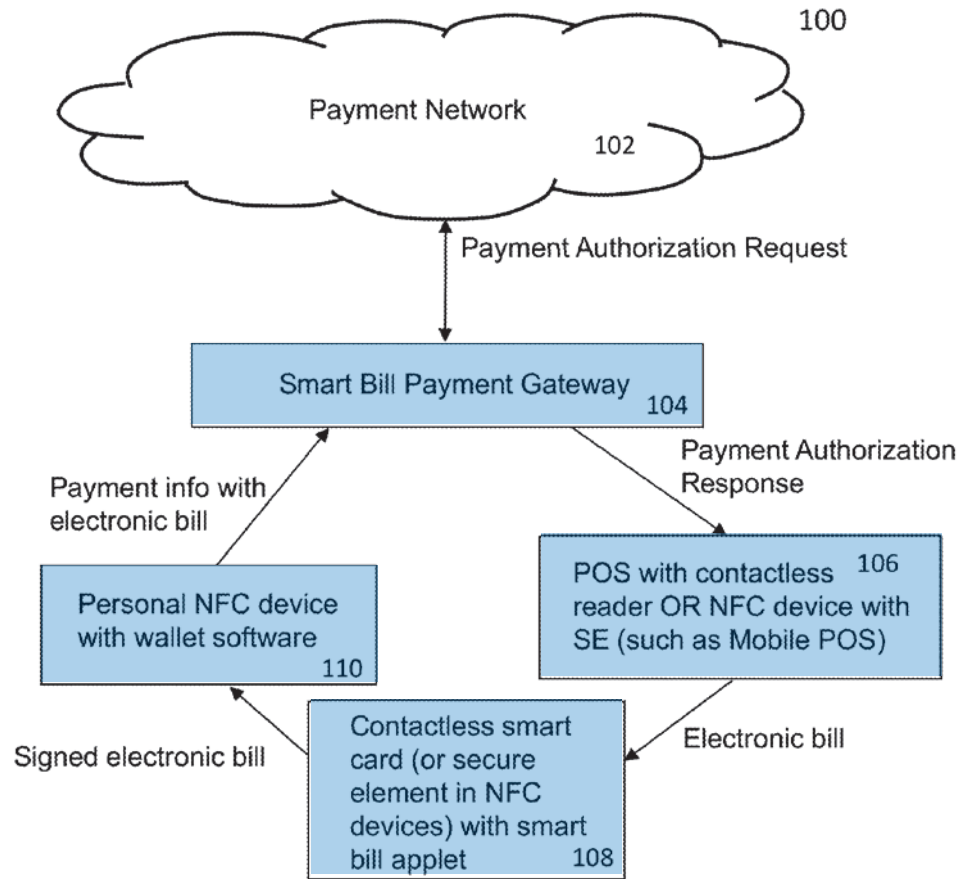 100
Payment Network
102
Payment Authorization Request
Smart Bill Payment Gateway
104
Payment Authorization
Response
Payment info with
electronic bill
POS with contactless 106
reader OR NFC device with
SE (such as Mobile POS)
Personal NFC device
with wallet software
110
Contactless smart
card (or secure
element in NFC
devices) with smart
bill applet
108
Electronic bill
Signed electronic bill